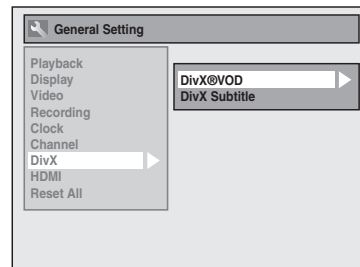 General Setting
Playback
Display
Video
Recording
Clock
Channel
DivX
HDMI
Reset All
DivX®VOD
DivX Subtitle